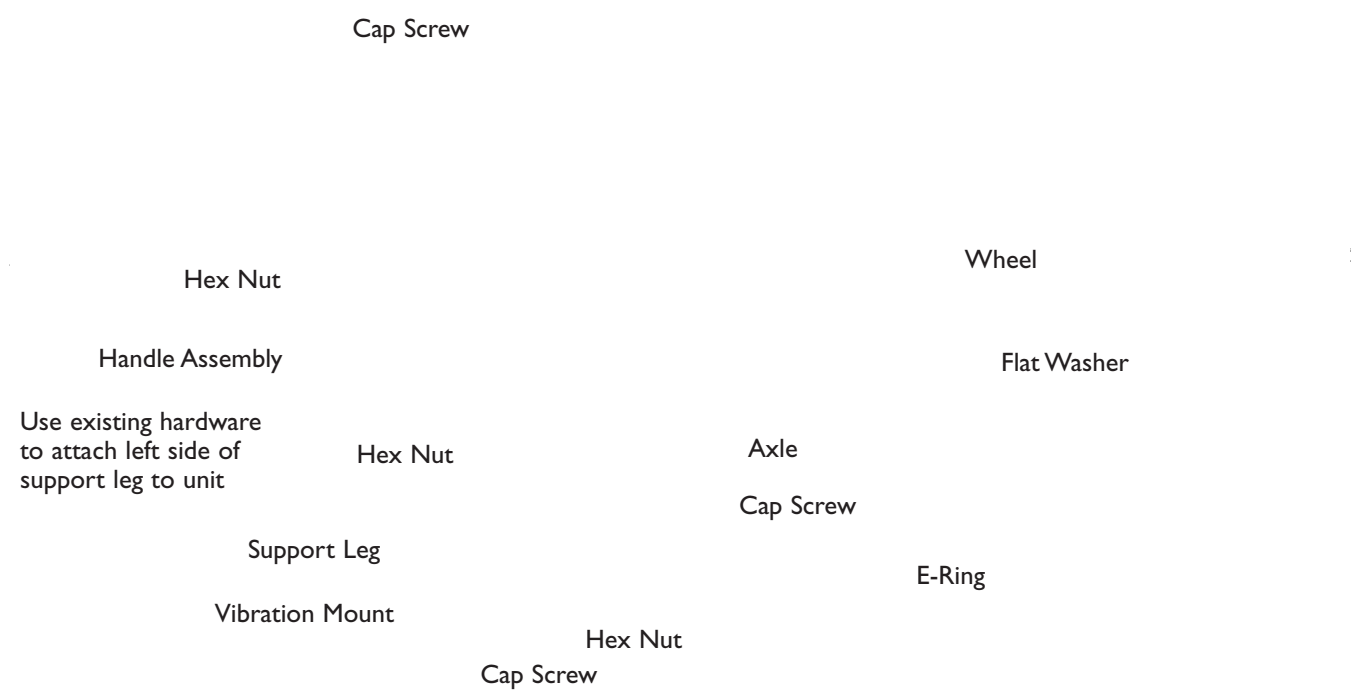 Cap Screw
Wheel
Hex Nut
Handle Assembly
Flat Washer
Use existing hardware
to attach left side of
support leg to unit
Hex Nut
Axle
Cap Screw
Support Leg
E-Ring
Vibration Mount
Hex Nut
Cap Screw